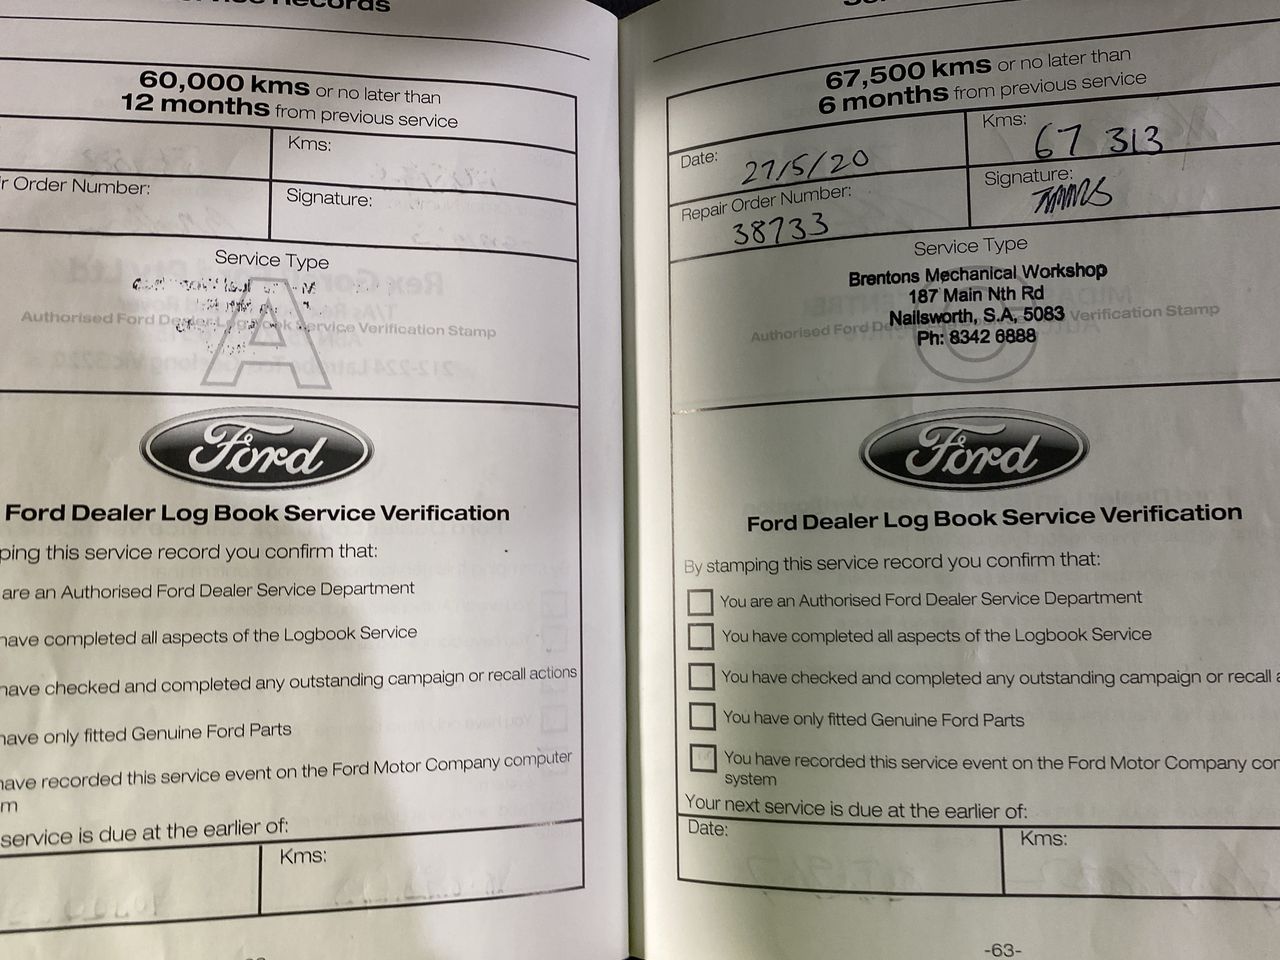 60,000 kms or no later than
12 months from previous service
Kms:
r Order Number:
Signature:
Service Type
A
Authorised Ford Dealer Log Book Service Verification Stamp
Ford
Ford Dealer Log Book Service Verification
ping this service record you confirm that:
are an Authorised Ford Dealer Service Department
have completed all aspects of the Logbook Service
have checked and completed any outstanding campaign or recall actions
have only fitted Genuine Ford Parts
have recorded this service event on the Ford Motor Company computer
m
service is due at the earlier of:
Kms:
67,500 kms or no later than
6 months from previous service
Date: 27/5/20
Kms: 67 313
Repair Order Number:
38733
Signature:
Service Type
Brentons Mechanical Workshop
187 Main Nth Rd
Nailsworth, S.A, 5083
Authorised Ford Verification Stamp
Ph: 8342 6888
Ford
Ford Dealer Log Book Service Verification
By stamping this service record you confirm that:
You are an Authorised Ford Dealer Service Department
You have completed all aspects of the Logbook Service
You have checked and completed any outstanding campaign or recall a
You have only fitted Genuine Ford Parts
You have recorded this service event on the Ford Motor Company com
system
Your next service is due at the earlier of:
Date:
Kms:
-63-